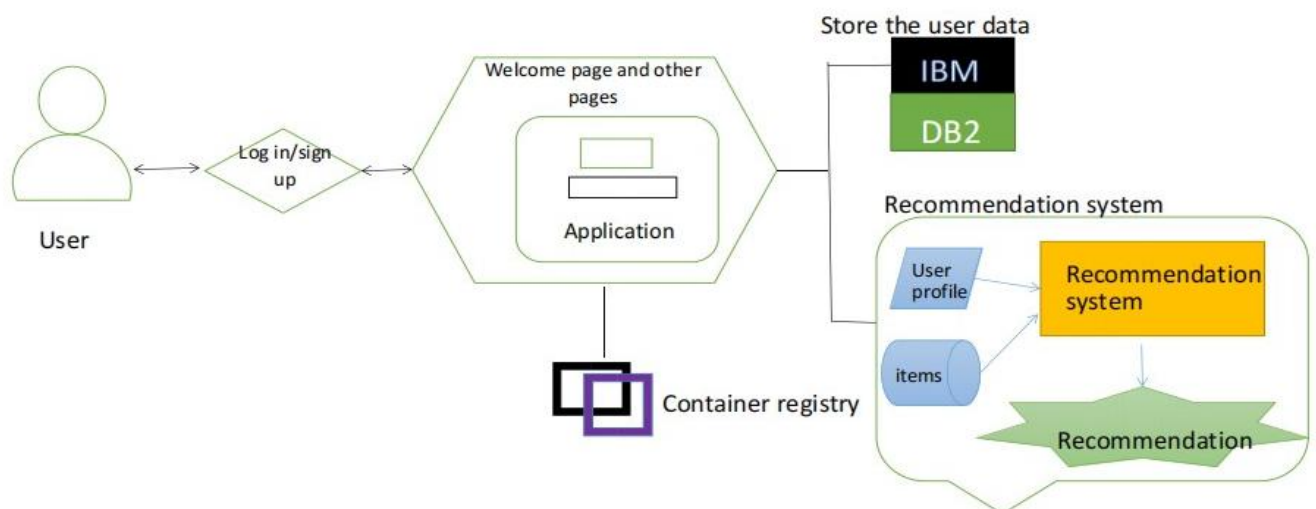 Store the user data
IBM
DB2
Welcome page and other
pages
Application
Log in/sign
up
User
Container registry
Recommendation system
User
profile
items
Recommendation
system
Recommendation